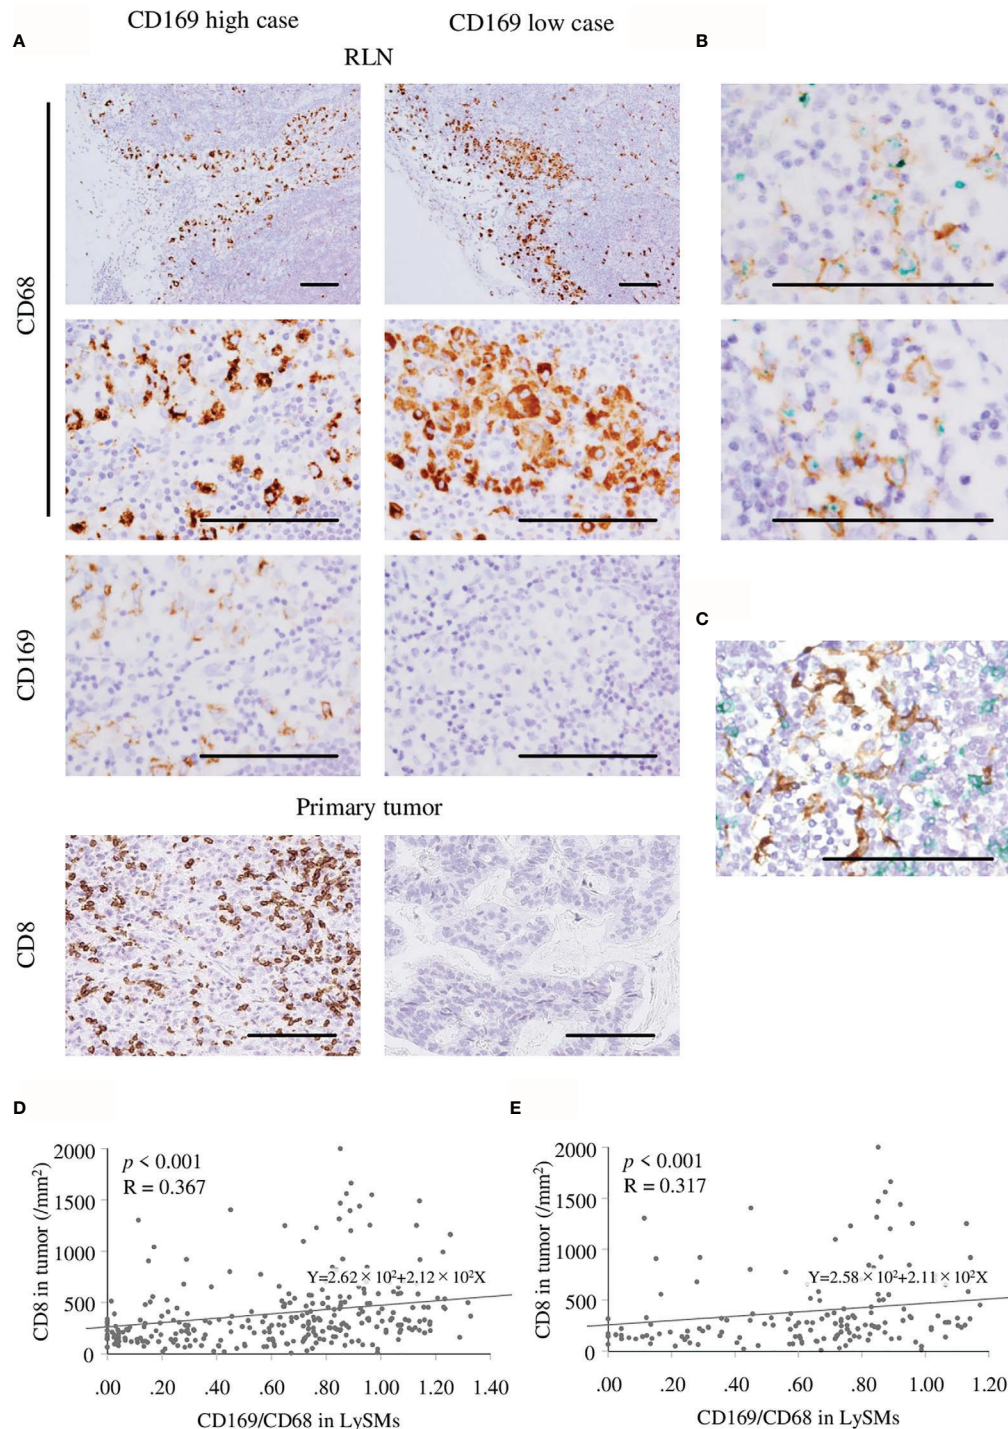 A
CD169 high case
CD169 low case
B
RLN
CD68
CD169
C
Primary tumor
CD8
D
2000
1500
1000
500
0
CD8 in tumor (/mm²)
p < 0.001
R = 0.367
Y=2.62 × 10²+2.12 × 10²X
.00 .20 .40 .60 .80 1.00 1.20 1.40
CD169/CD68 in LySMs
E
2000
1500
1000
500
0
CD8 in tumor (/mm²)
p < 0.001
R = 0.317
Y=2.58 × 10²+2.11 × 10²X
.00 .20 .40 .60 .80 1.00 1.20
CD169/CD68 in LySMs